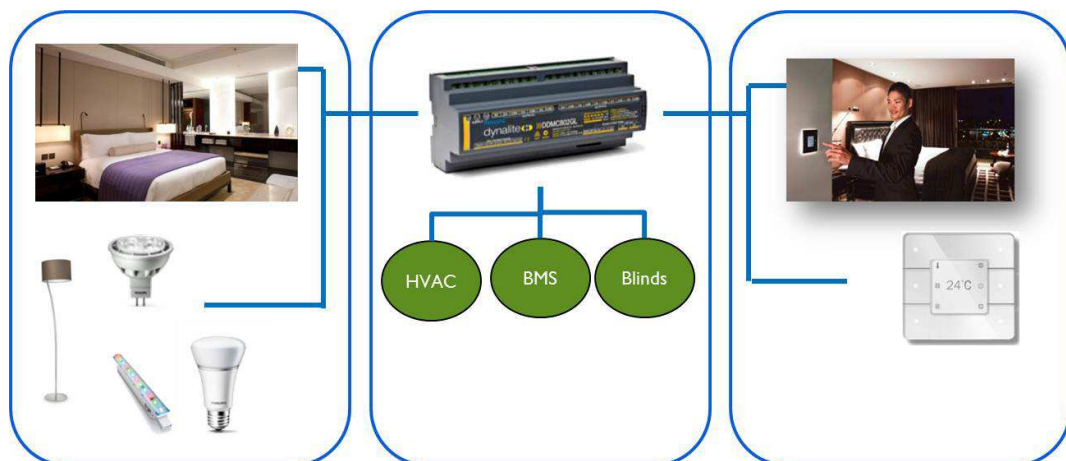 dynalite
DDMC802GL
HVAC
BMS
Blinds
24°C